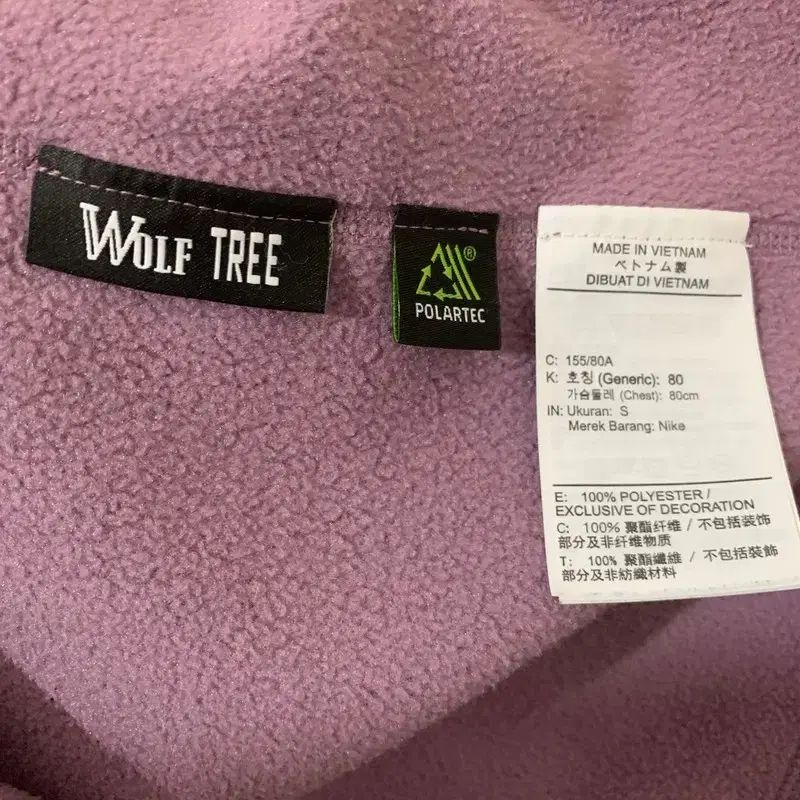 WOLF TREE
®
POLARTEC
MADE IN VIETNAM
ベトナム製
DIBUAT DI VIETNAM
C: 155/80A
K: 호칭 (Generic): 80
가슴둘레 (Chest): 80cm
IN: Ukuran: S
Merek Barang: Nike
E: 100% POLYESTER /
EXCLUSIVE OF DECORATION
C: 100% 聚酯纤维 / 不包括装饰
部分及非纤维物质
T: 100% 聚酯纖維 / 不包括裝飾
部分及非紡織材料